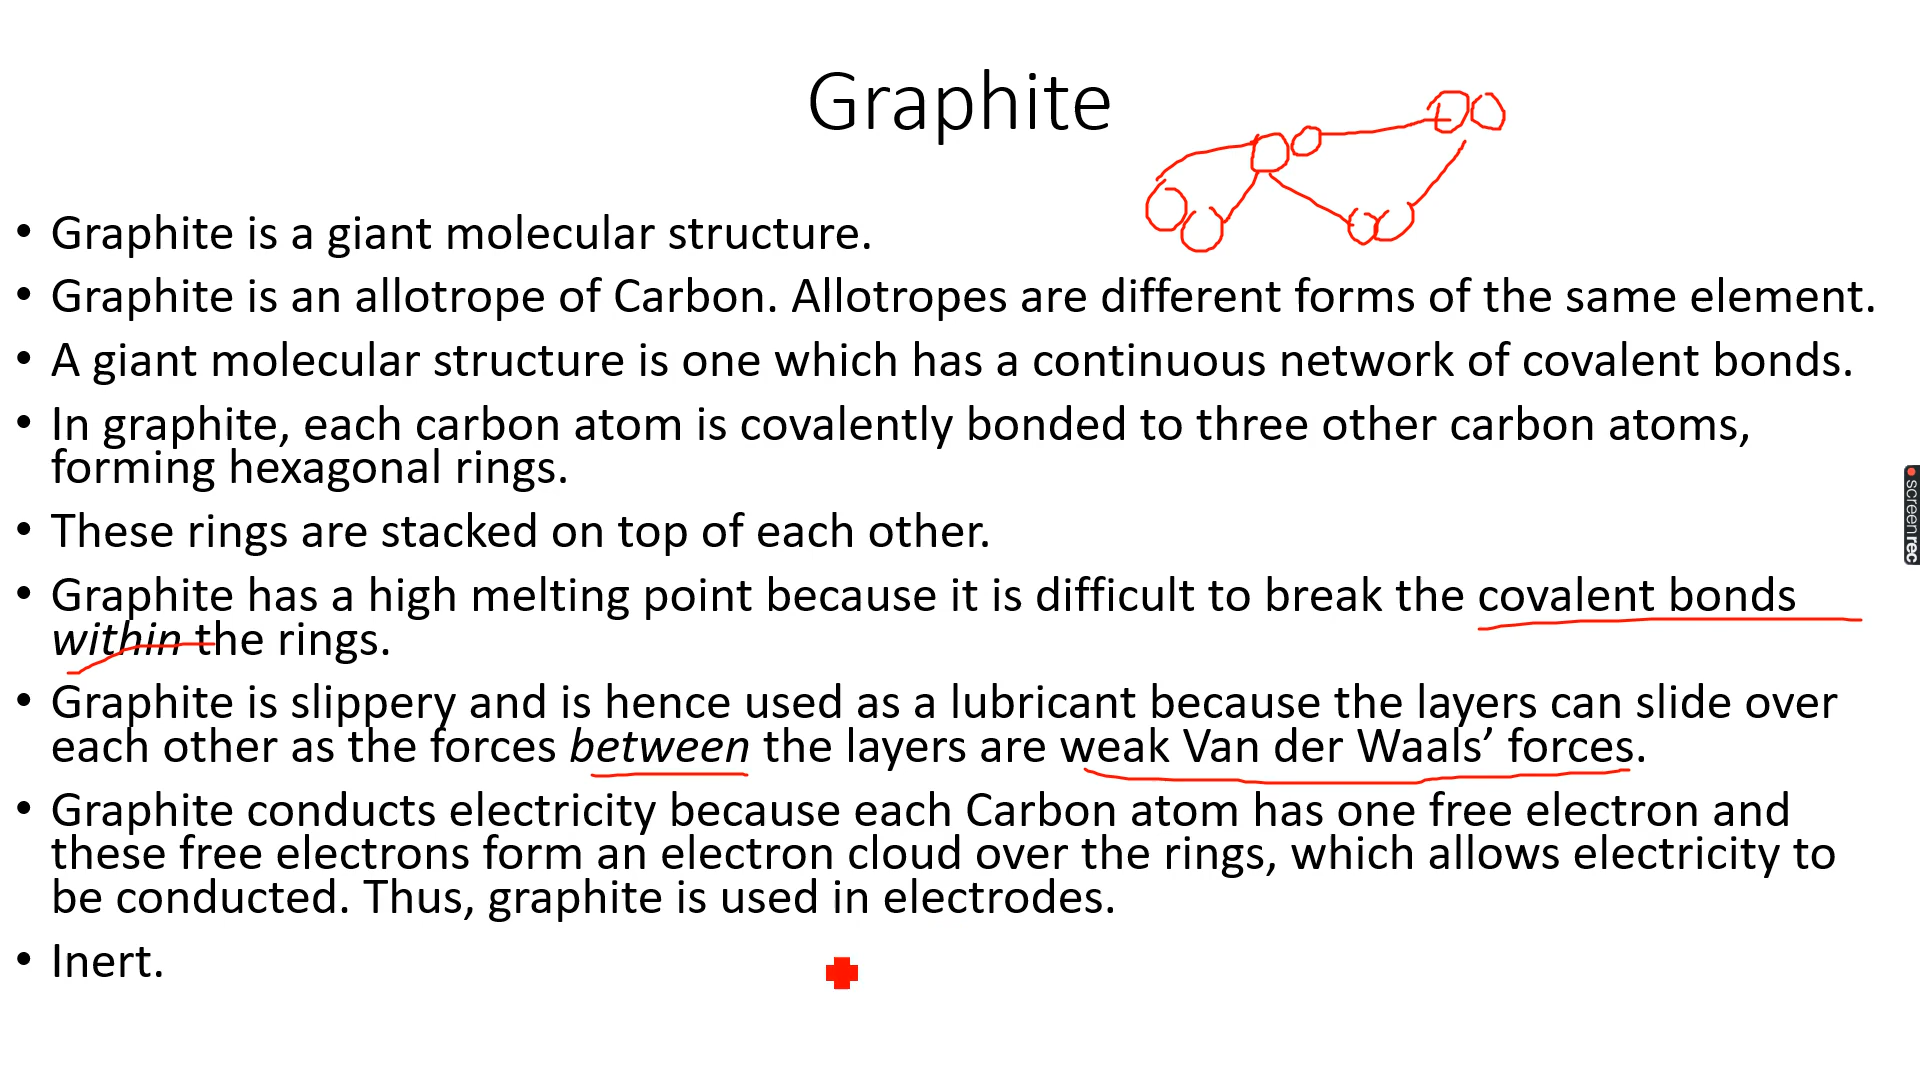 Graphite
• Graphite is a giant molecular structure.
• Graphite is an allotrope of Carbon. Allotropes are different forms of the same element.
• A giant molecular structure is one which has a continuous network of covalent bonds.
• In graphite, each carbon atom is covalently bonded to three other carbon atoms,
forming hexagonal rings.
• These rings are stacked on top of each other.
• Graphite has a high melting point because it is difficult to break the covalent bonds
within the rings.
• Graphite is slippery and is hence used as a lubricant because the layers can slide over
each other as the forces between the layers are weak Van der Waals’ forces.
• Graphite conducts electricity because each Carbon atom has one free electron and
these free electrons form an electron cloud over the rings, which allows electricity to
be conducted. Thus, graphite is used in electrodes.
• Inert.
screenrec